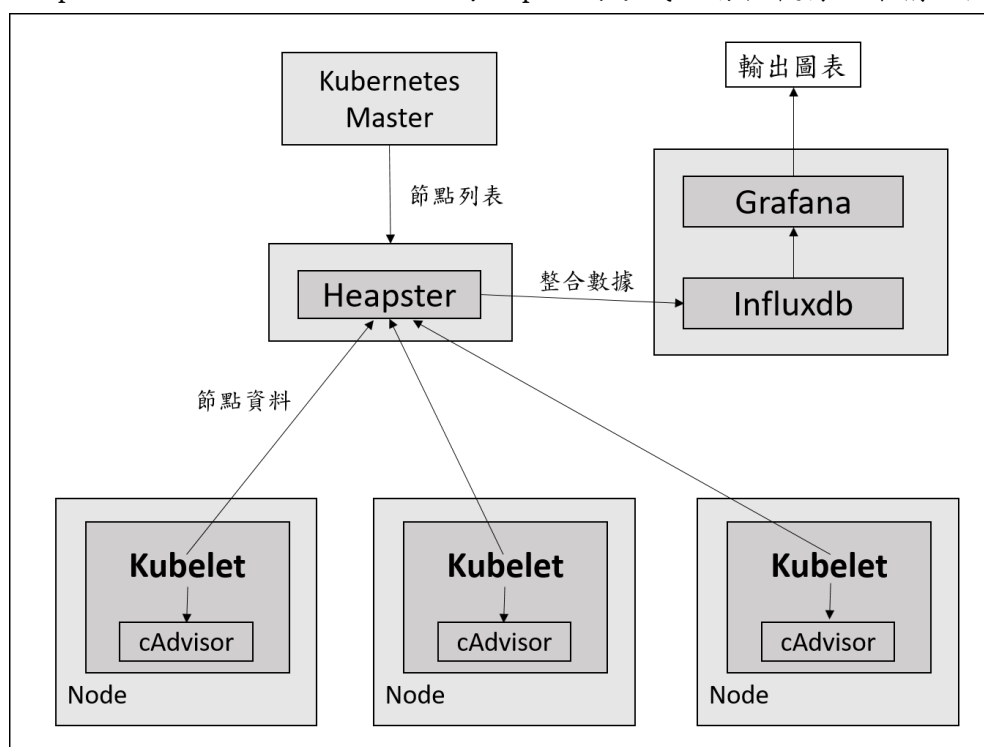 Kubernetes
Master
輸出圖表
節點列表
Grafana
Heapster
整合數據
Influxdb
節點資料
Kubelet
cAdvisor
Node
Kubelet
cAdvisor
Node
Kubelet
cAdvisor
Node